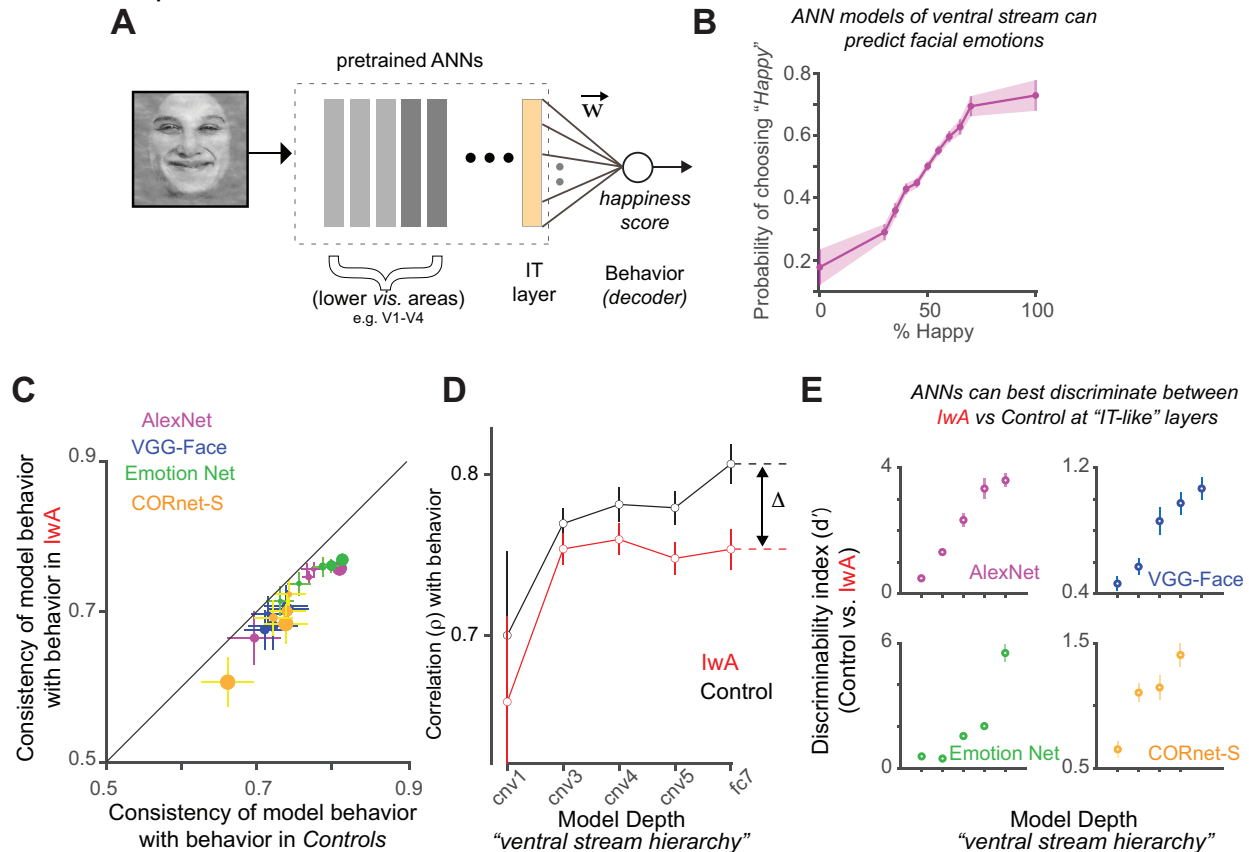 A
pretrained ANNs
w
happiness
score
(lower vis. areas)
e.g. V1-V4
IT
layer
Behavior
(decoder)
B
ANN models of ventral stream can
predict facial emotions
Probability of choosing “Happy”
0.8
0.6
0.4
0.2
0
50
100
% Happy
C
AlexNet
VGG-Face
Emotion Net
CORnet-S
Consistency of model behavior
with behavior in IwA
0.9
0.7
0.5
0.5
0.7
0.9
Consistency of model behavior
with behavior in Controls
D
Correlation (ρ) with behavior
0.8
0.7
Δ
IwA
Control
cnv1
cnv3
cnv4
cnv5
fc7
Model Depth
“ventral stream hierarchy”
E
ANNs can best discriminate between
IwA vs Control at “IT-like” layers
Discriminability index (d')
(Control vs. IwA)
4
0
AlexNet
1.2
0.4
VGG-Face
6
2
0
Emotion Net
1.5
0.5
CORnet-S
Model Depth
“ventral stream hierarchy”